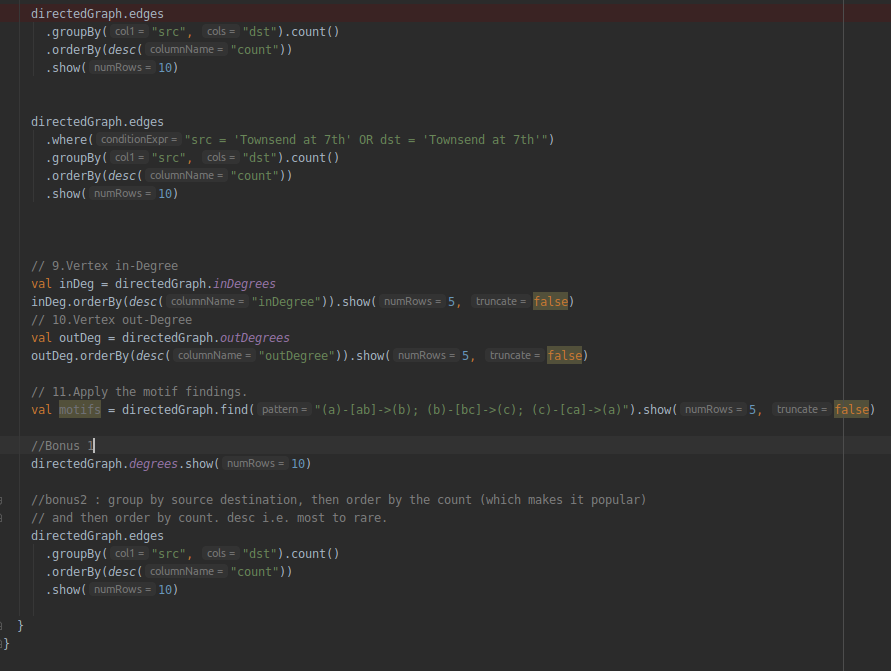 directedGraph.edges
.groupBy( col1 = "src", cols = "dst").count()
.orderBy(desc( columnName = "count"))
.show( numRows = 10)
directedGraph.edges
.where( conditionExpr = "src = 'Townsend at 7th' OR dst = 'Townsend at 7th'")
.groupBy( col1 = "src", cols = "dst").count()
.orderBy(desc( columnName = "count"))
.show( numRows = 10)
// 9.Vertex in-Degree
val inDeg = directedGraph.inDegrees
inDeg.orderBy(desc( columnName = "inDegree")).show( numRows = 5, truncate = false)
// 10.Vertex out-Degree
val outDeg = directedGraph.outDegrees
outDeg.orderBy(desc( columnName = "outDegree")).show( numRows = 5, truncate = false)
// 11.Apply the motif findings.
val motifs = directedGraph.find( pattern = "(a)-[ab]->(b); (b)-[bc]->(c); (c)-[ca]->(a)").show( numRows = 5, truncate = false)
//Bonus 1
directedGraph.degrees.show( numRows = 10)
//bonus2 : group by source destination, then order by the count (which makes it popular)
// and then order by count. desc i.e. most to rare.
directedGraph.edges
.groupBy( col1 = "src", cols = "dst").count()
.orderBy(desc( columnName = "count"))
.show( numRows = 10)
}
}